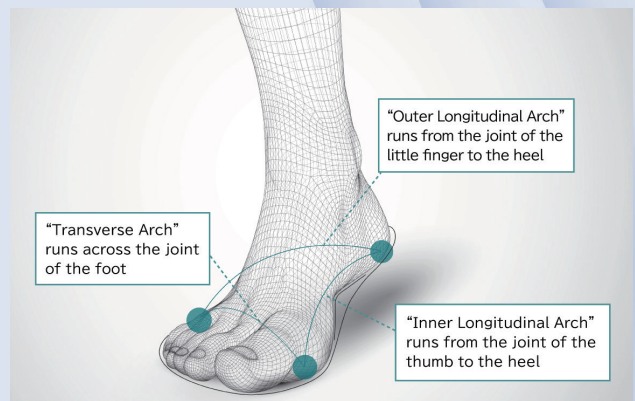 “Outer Longitudinal Arch”
runs from the joint of the
little finger to the heel
“Transverse Arch”
runs across the joint
of the foot
“Inner Longitudinal Arch”
runs from the joint of the
thumb to the heel